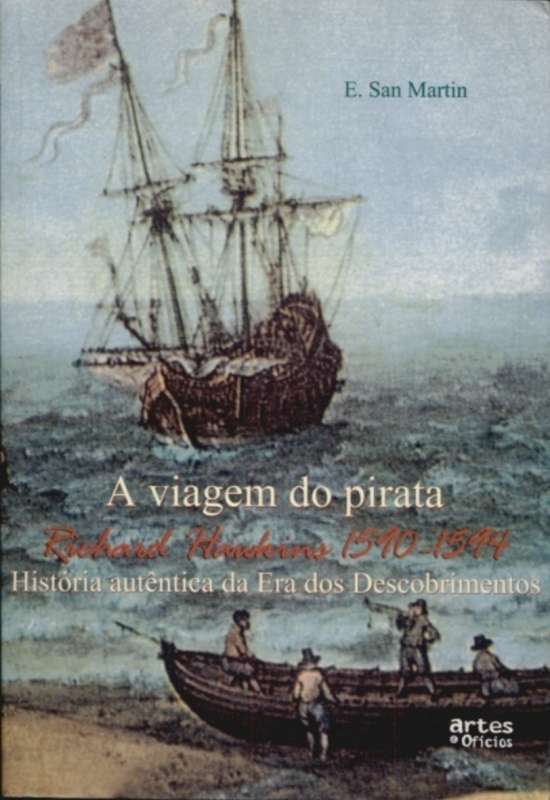 E. San Martin
A viagem do pirata
Richard Hawkins 1590-1594
História autêntica da Era dos Descobrimentos
artes
e Ofícios